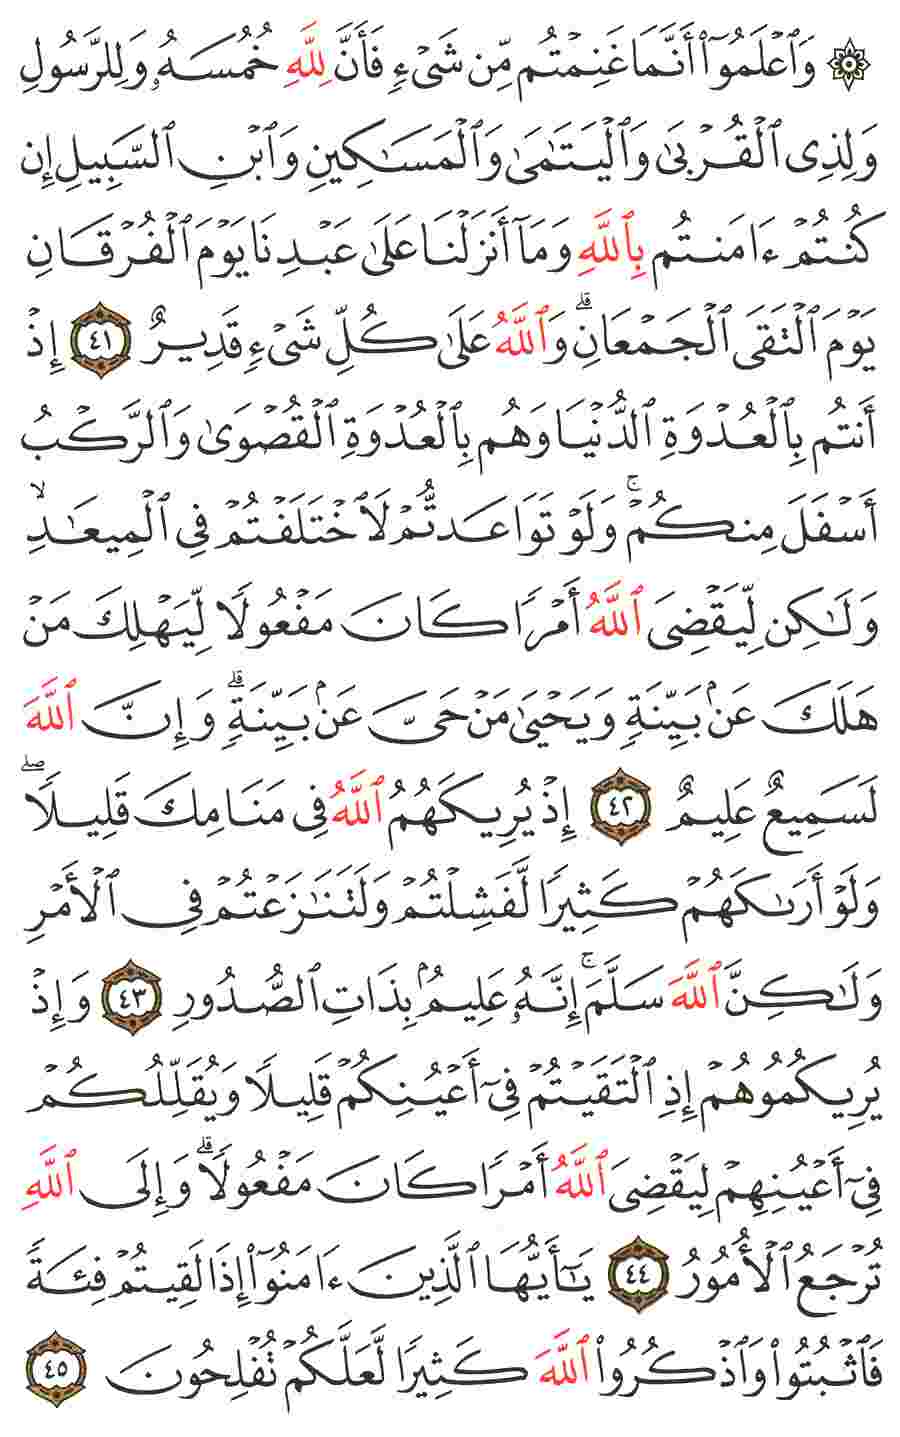 ۞ وَٱعْلَمُوٓا۟ أَنَّمَا غَنِمْتُم مِّن شَىْءٍ فَأَنَّ لِلَّهِ خُمُسَهُۥ وَلِلرَّسُولِ
وَلِذِى ٱلْقُرْبَىٰ وَٱلْيَتَـٰمَىٰ وَٱلْمَسَـٰكِينِ وَٱبْنِ ٱلسَّبِيلِ إِن
كُنتُمْ ءَامَنتُم بِٱللَّهِ وَمَآ أَنزَلْنَا عَلَىٰ عَبْدِنَا يَوْمَ ٱلْفُرْقَانِ
يَوْمَ ٱلْتَقَى ٱلْجَمْعَانِ ۗ وَٱللَّهُ عَلَىٰ كُلِّ شَىْءٍ قَدِيرٌ ٤١ إِذْ
أَنتُم بِٱلْعُدْوَةِ ٱلدُّنْيَا وَهُم بِٱلْعُدْوَةِ ٱلْقُصْوَىٰ وَٱلرَّكْبُ
أَسْفَلَ مِنكُمْ ۚ وَلَوْ تَوَاعَدتُّمْ لَٱخْتَلَفْتُمْ فِى ٱلْمِيعَـٰدِ ۙ
وَلَـٰكِن لِّيَقْضِىَ ٱللَّهُ أَمْرًا كَانَ مَفْعُولًا لِّيَهْلِكَ مَنْ
هَلَكَ عَنۢ بَيِّنَةٍ وَيَحْيَىٰ مَنْ حَىَّ عَنۢ بَيِّنَةٍ ۗ وَإِنَّ ٱللَّهَ
لَسَمِيعٌ عَلِيمٌ ٤٢ إِذْ يُرِيكَهُمُ ٱللَّهُ فِى مَنَامِكَ قَلِيلًا ۖ
وَلَوْ أَرَىٰكَهُمْ كَثِيرًا لَّفَشِلْتُمْ وَلَتَنَـٰزَعْتُمْ فِى ٱلْأَمْرِ
وَلَـٰكِنَّ ٱللَّهَ سَلَّمَ ۚ إِنَّهُۥ عَلِيمٌۢ بِذَاتِ ٱلصُّدُورِ ٤٣ وَإِذْ
يُرِيكُمُوهُمْ إِذِ ٱلْتَقَيْتُمْ فِىٓ أَعْيُنِكُمْ قَلِيلًا وَيُقَلِّلُكُمْ
فِىٓ أَعْيُنِهِمْ لِيَقْضِىَ ٱللَّهُ أَمْرًا كَانَ مَفْعُولًا ۗ وَإِلَى ٱللَّهِ
تُرْجَعُ ٱلْأُمُورُ ٤٤ يَـٰٓأَيُّهَا ٱلَّذِينَ ءَامَنُوٓا۟ إِذَا لَقِيتُمْ فِئَةً
فَٱثْبُتُوا۟ وَٱذْكُرُوا۟ ٱللَّهَ كَثِيرًا لَّعَلَّكُمْ تُفْلِحُونَ ٤٥